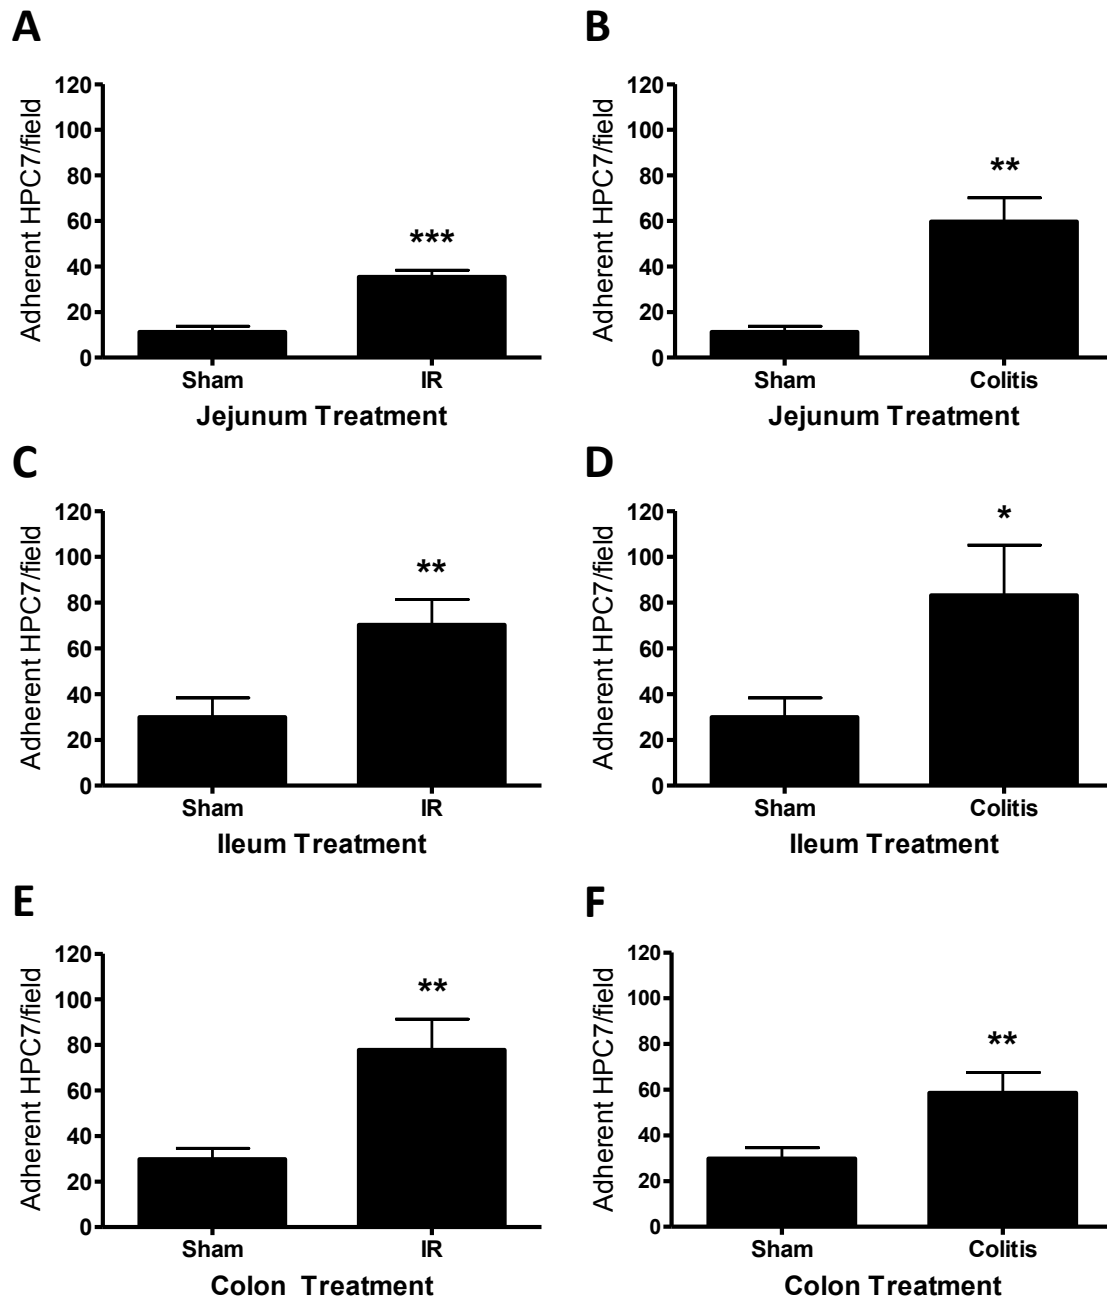 A
Adherent HPC7/field
120
100
80
60
40
20
0
***
Sham IR
Jejunum Treatment
B
Adherent HPC7/field
120
100
80
60
40
20
0
**
Sham Colitis
Jejunum Treatment
C
Adherent HPC7/field
120
100
80
60
40
20
0
**
Sham IR
Ileum Treatment
D
Adherent HPC7/field
120
100
80
60
40
20
0
*
Sham Colitis
Ileum Treatment
E
Adherent HPC7/field
120
100
80
60
40
20
0
**
Sham IR
Colon  Treatment
F
Adherent HPC7/field
120
100
80
60
40
20
0
**
Sham Colitis
Colon Treatment